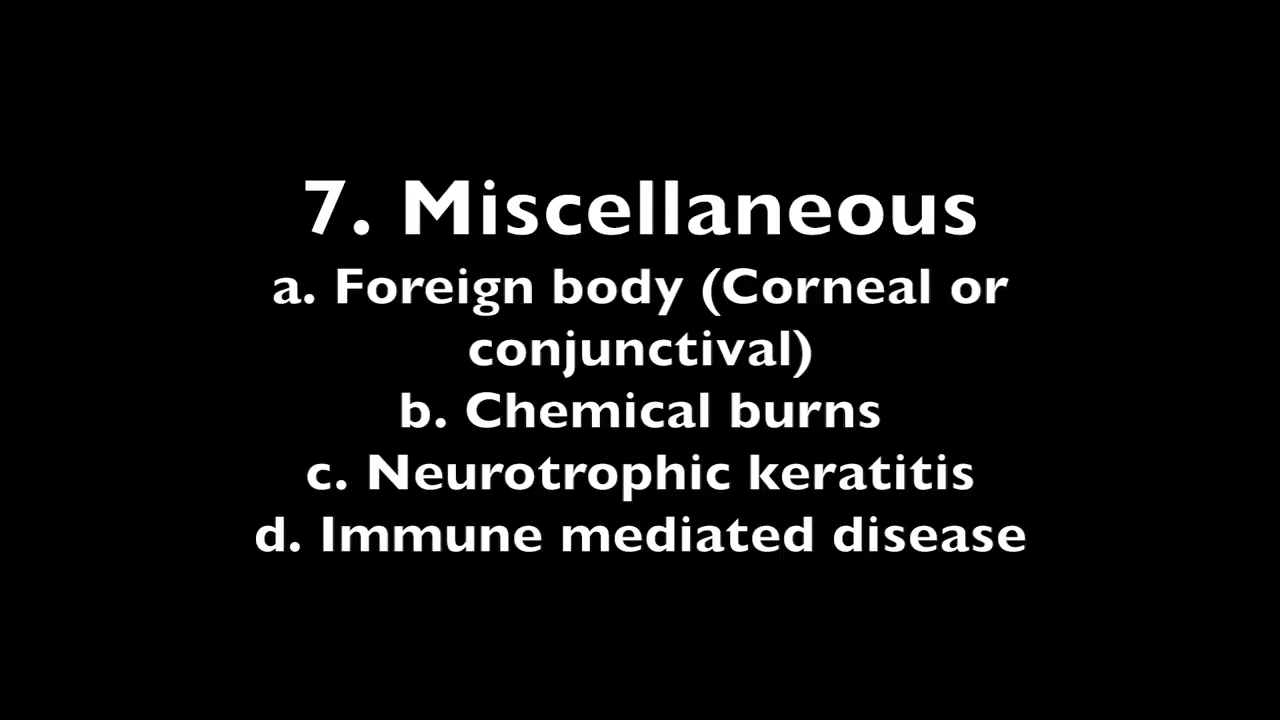 7. Miscellaneous
a. Foreign body (Corneal or
conjunctival)
b. Chemical burns
c. Neurotrophic keratitis
d. Immune mediated disease